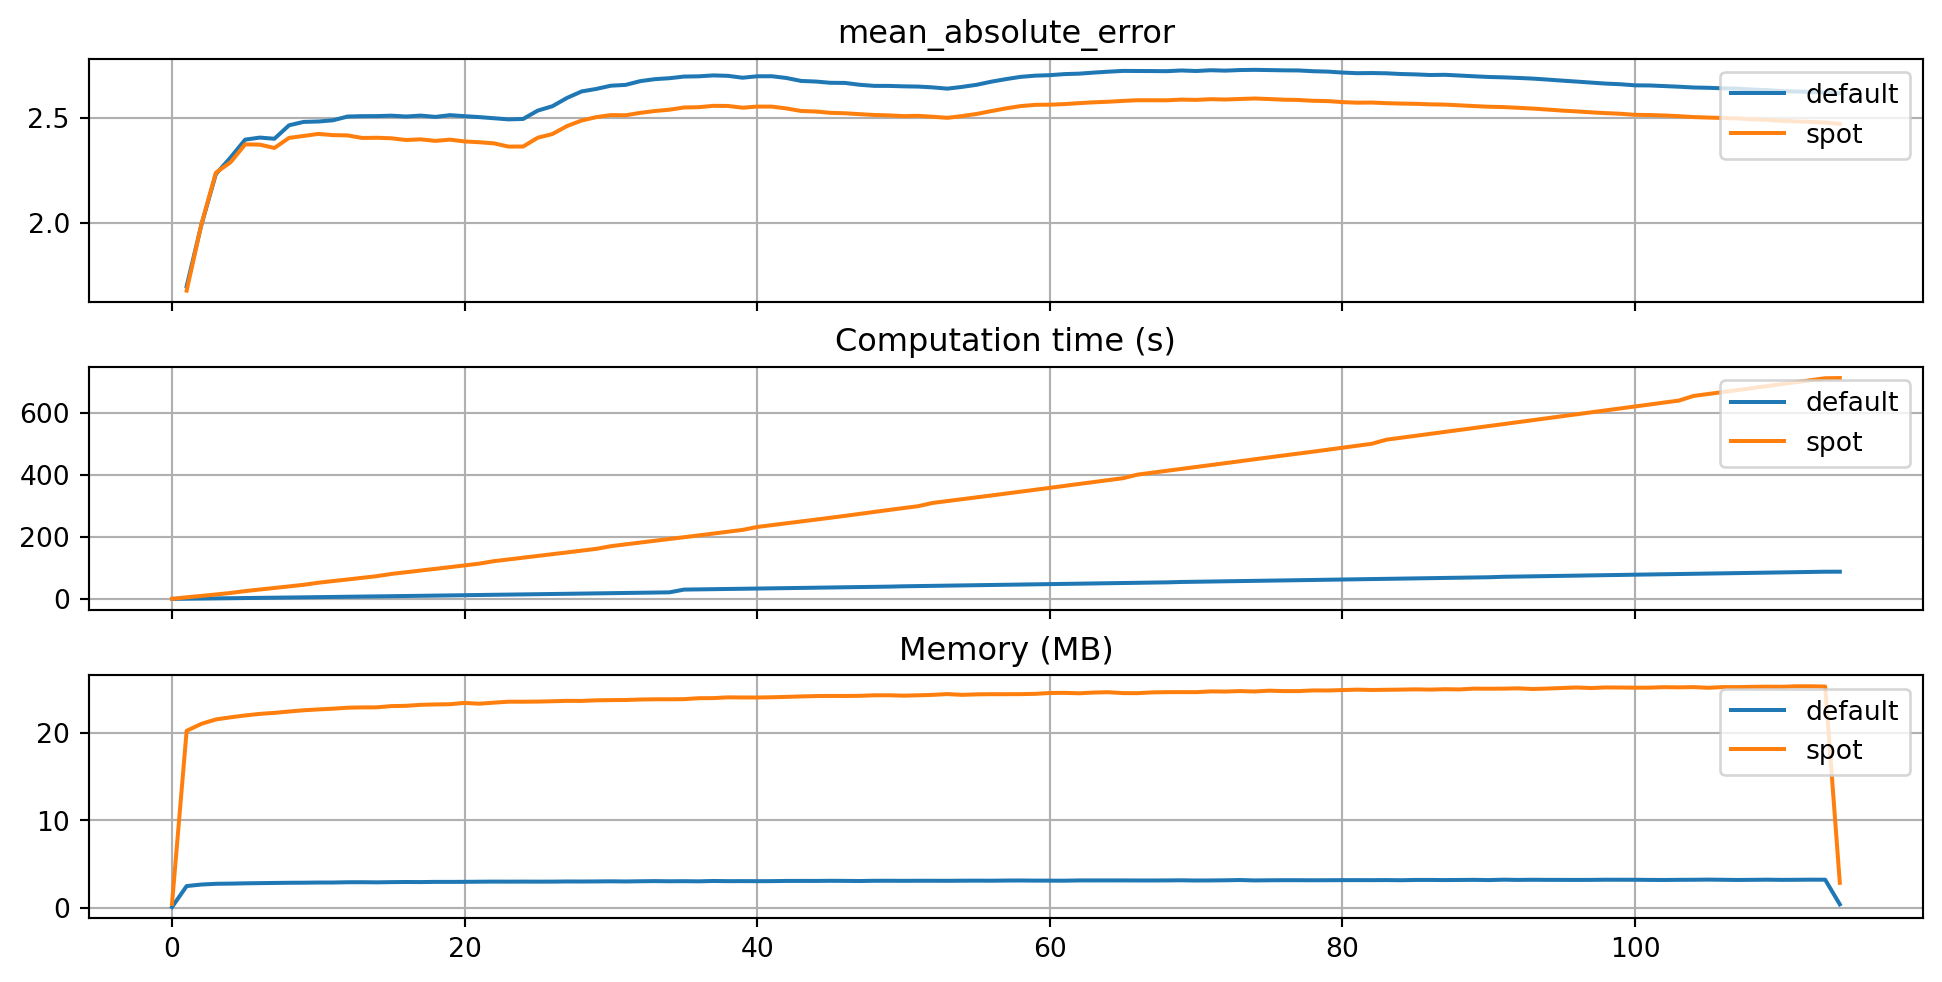 mean_absolute_error
2.5
2.0
default
spot
Computation time (s)
600
400
200
0
default
spot
Memory (MB)
20
10
0
default
spot
0 20 40 60 80 100